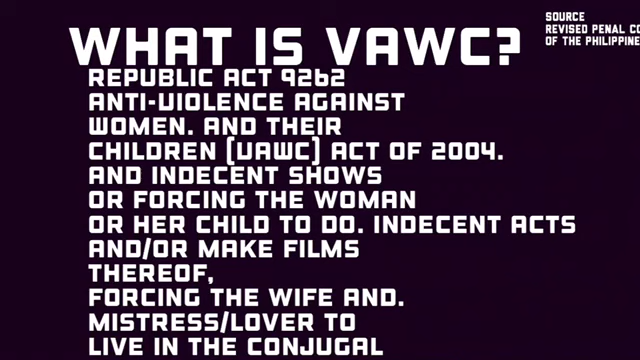 WHAT IS VAWC?
SOURCE
REVISED PENAL CO
OF THE PHILIPPINE
REPUBLIC ACT 9262
ANTI-VIOLENCE AGAINST
WOMEN. AND THEIR
CHILDREN (VAWC) ACT OF 2004.
AND INDECENT SHOWS
OR FORCING THE WOMAN
OR HER CHILD TO DO. INDECENT ACTS
AND/OR MAKE FILMS
THEREOF,
FORCING THE WIFE AND.
MISTRESS/LOVER TO
LIVE IN THE CONJUGAL